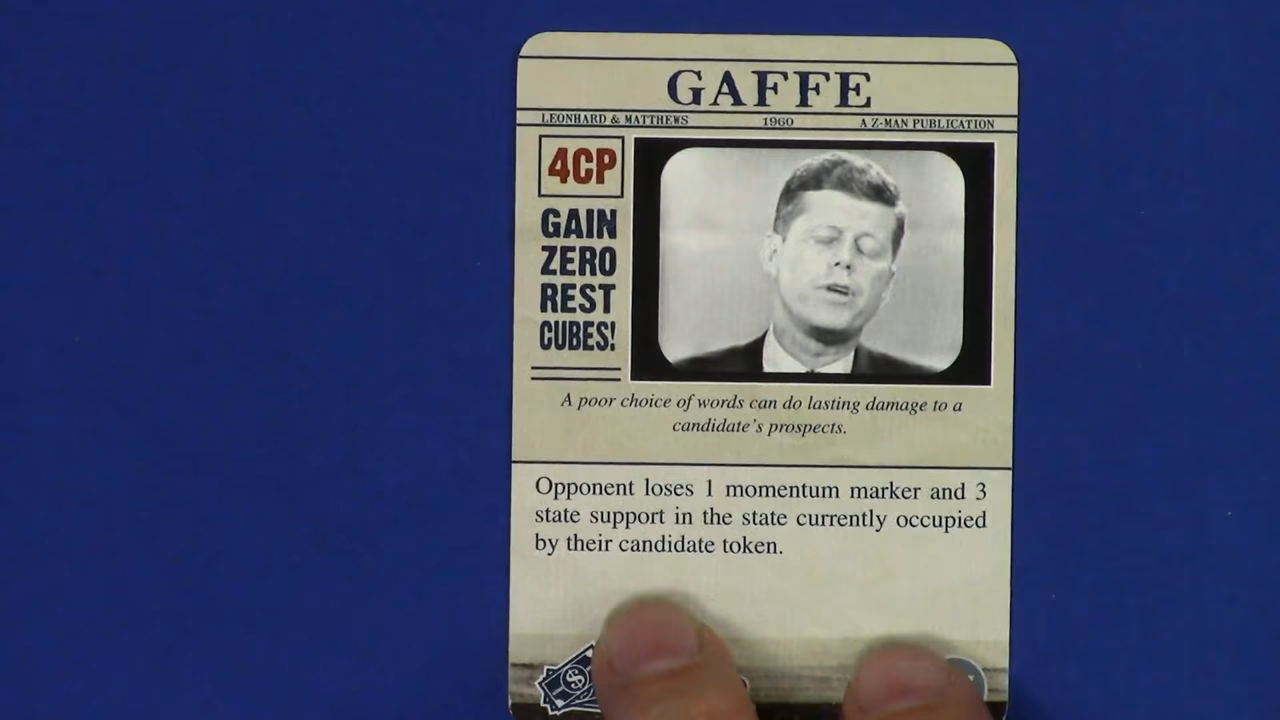 GAFFE
LEONHARD & MATTHEWS 1960 A Z-MAN PUBLICATION
4CP
GAIN
ZERO
REST
CUBES!
A poor choice of words can do lasting damage to a
candidate's prospects.
Opponent loses 1 momentum marker and 3
state support in the state currently occupied
by their candidate token.
$